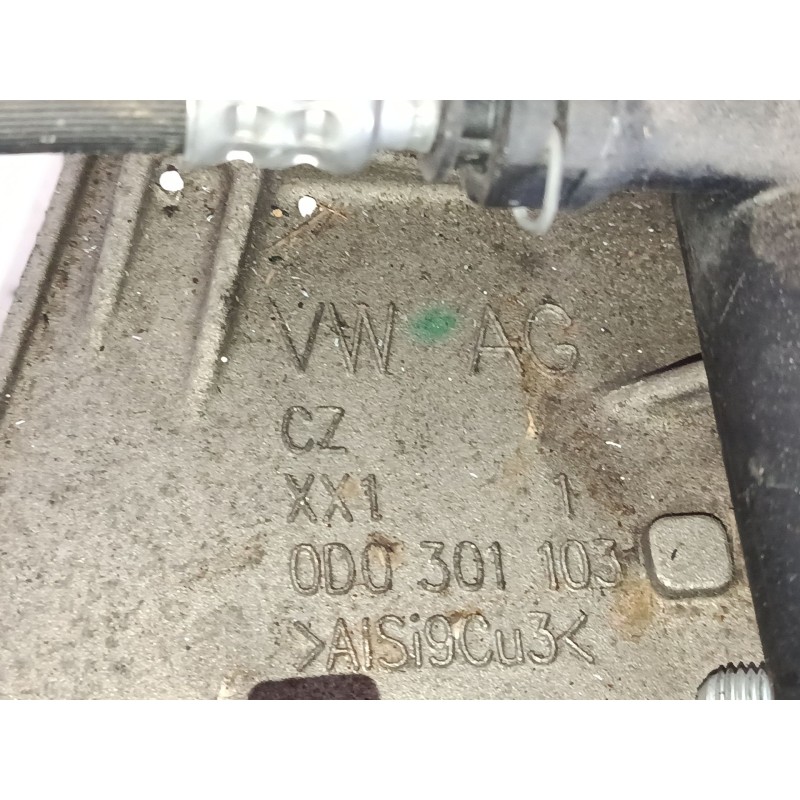 VW AG
CZ
XX1 1
0D0 301 103
>AlSi9Cu3<